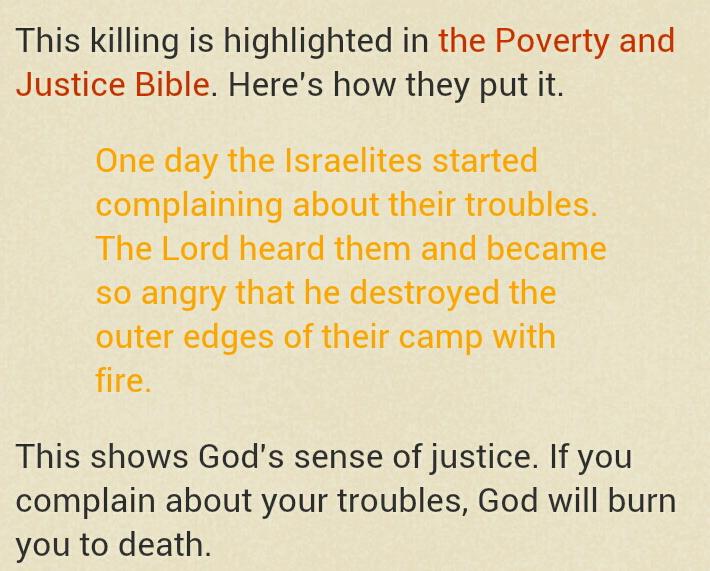 This killing is highlighted in the Poverty and
Justice Bible. Here's how they put it.
One day the Israelites started
complaining about their troubles.
The Lord heard them and became
so angry that he destroyed the
outer edges of their camp with
fire.
This shows God's sense of justice. If you
complain about your troubles, God will burn
you to death.